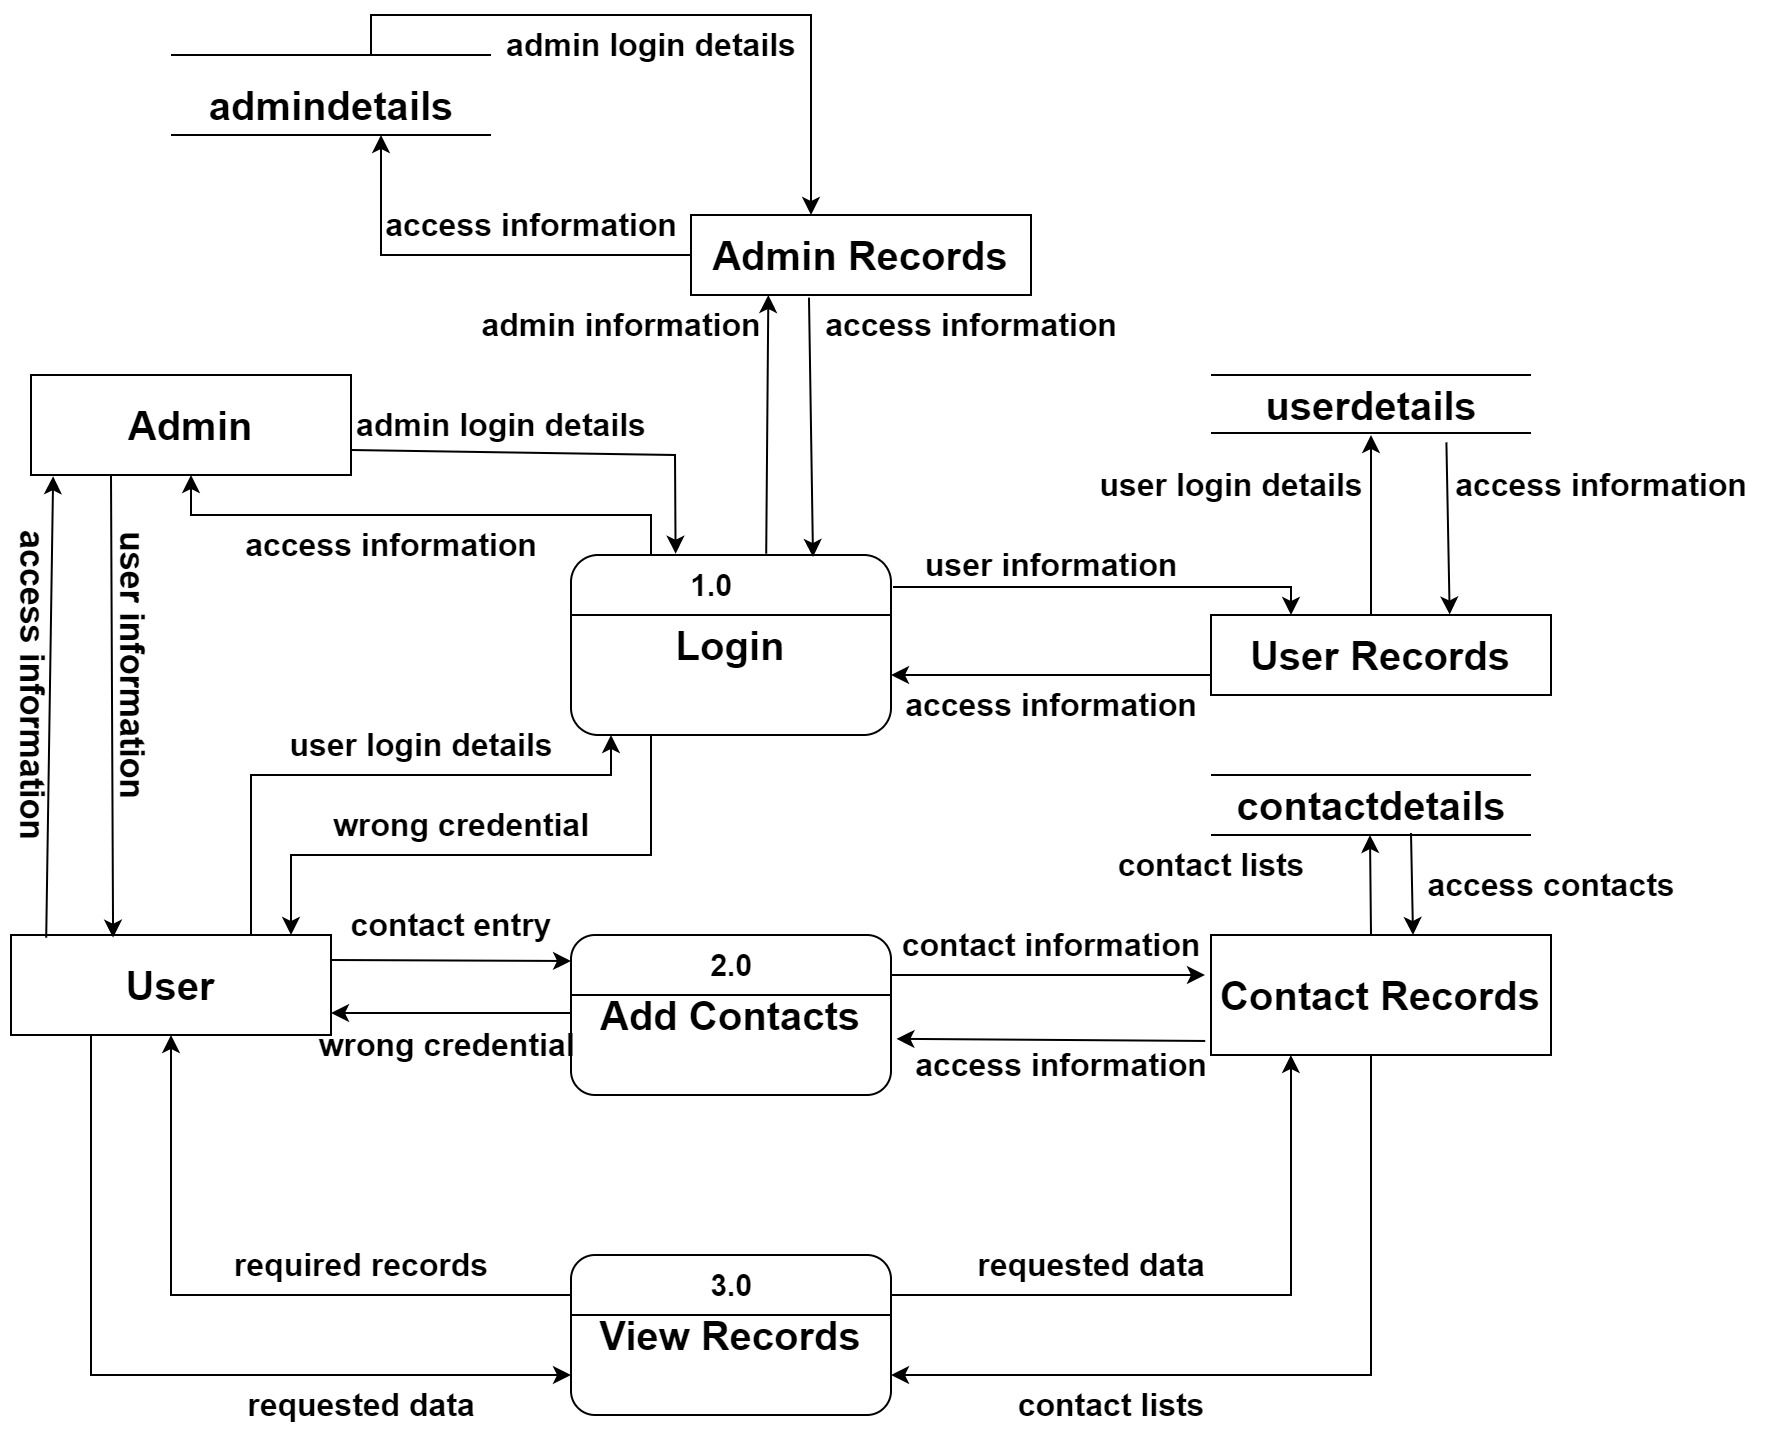 admin login details
admindetails
access information
Admin Records
admin information
access information
Admin
admin login details
userdetails
user login details
access information
access information
user information
access information
user information
1.0
Login
User Records
access information
user login details
wrong credential
contactdetails
contact lists
access contacts
contact entry
User
2.0
Add Contacts
contact information
Contact Records
wrong credential
access information
required records
3.0
View Records
requested data
requested data
contact lists